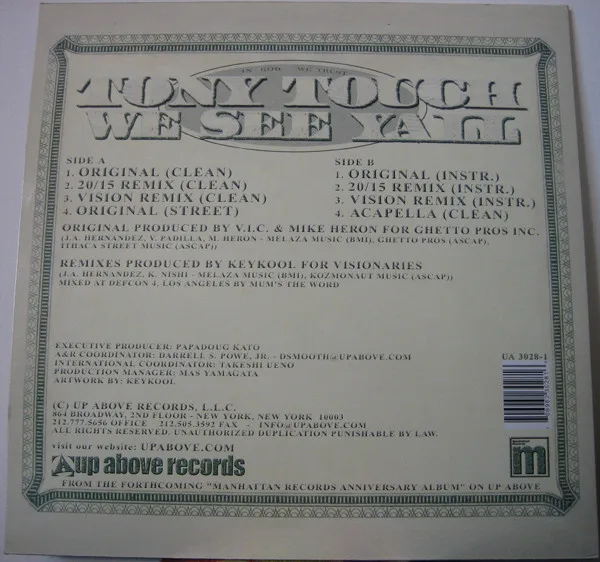 IN GOD WE TRUST
TONY TOUCH
WE SEE YA'LL
SIDE A
1. ORIGINAL (CLEAN)
2. 20/15 REMIX (CLEAN)
3. VISION REMIX (CLEAN)
4. ORIGINAL (STREET)
SIDE B
1. ORIGINAL (INSTR.)
2. 20/15 REMIX (INSTR.)
3. VISION REMIX (INSTR.)
4. ACAPELLA (CLEAN)
ORIGINAL PRODUCED BY V.I.C. & MIKE HERON FOR GHETTO PROS INC.
(J.A. HERNANDEZ, V. PADILLA, M. HERON - MELAZA MUSIC (BMI), GHETTO PROS (ASCAP),
ITHACA STREET MUSIC (ASCAP))
REMIXES PRODUCED BY KEYKOOL FOR VISIONARIES
(J.A. HERNANDEZ, K. NISHI - MELAZA MUSIC (BMI), KOZMONAUT MUSIC (ASCAP))
MIXED AT DEFCON 4, LOS ANGELES BY MUM'S THE WORD
EXECUTIVE PRODUCER: PAPADOUG KATO
A&R COORDINATOR: DARRELL S. POWE, JR. - DSMOOTH@UPABOVE.COM
INTERNATIONAL COORDINATOR: TAKESHI UENO
PRODUCTION MANAGER: MAS YAMAGATA
ARTWORK BY: KEYKOOL
UA 3028-1
(C) UP ABOVE RECORDS, L.L.C.
864 BROADWAY, 2ND FLOOR - NEW YORK, NEW YORK 10003
212.777.5656 OFFICE 212.505.3592 FAX - INFO@UPABOVE.COM
ALL RIGHTS RESERVED. UNAUTHORIZED DUPLICATION PUNISHABLE BY LAW.
visit our website: UPABOVE.COM
up above records
m
FROM THE FORTHCOMING "MANHATTAN RECORDS ANNIVERSARY ALBUM" ON UP ABOVE